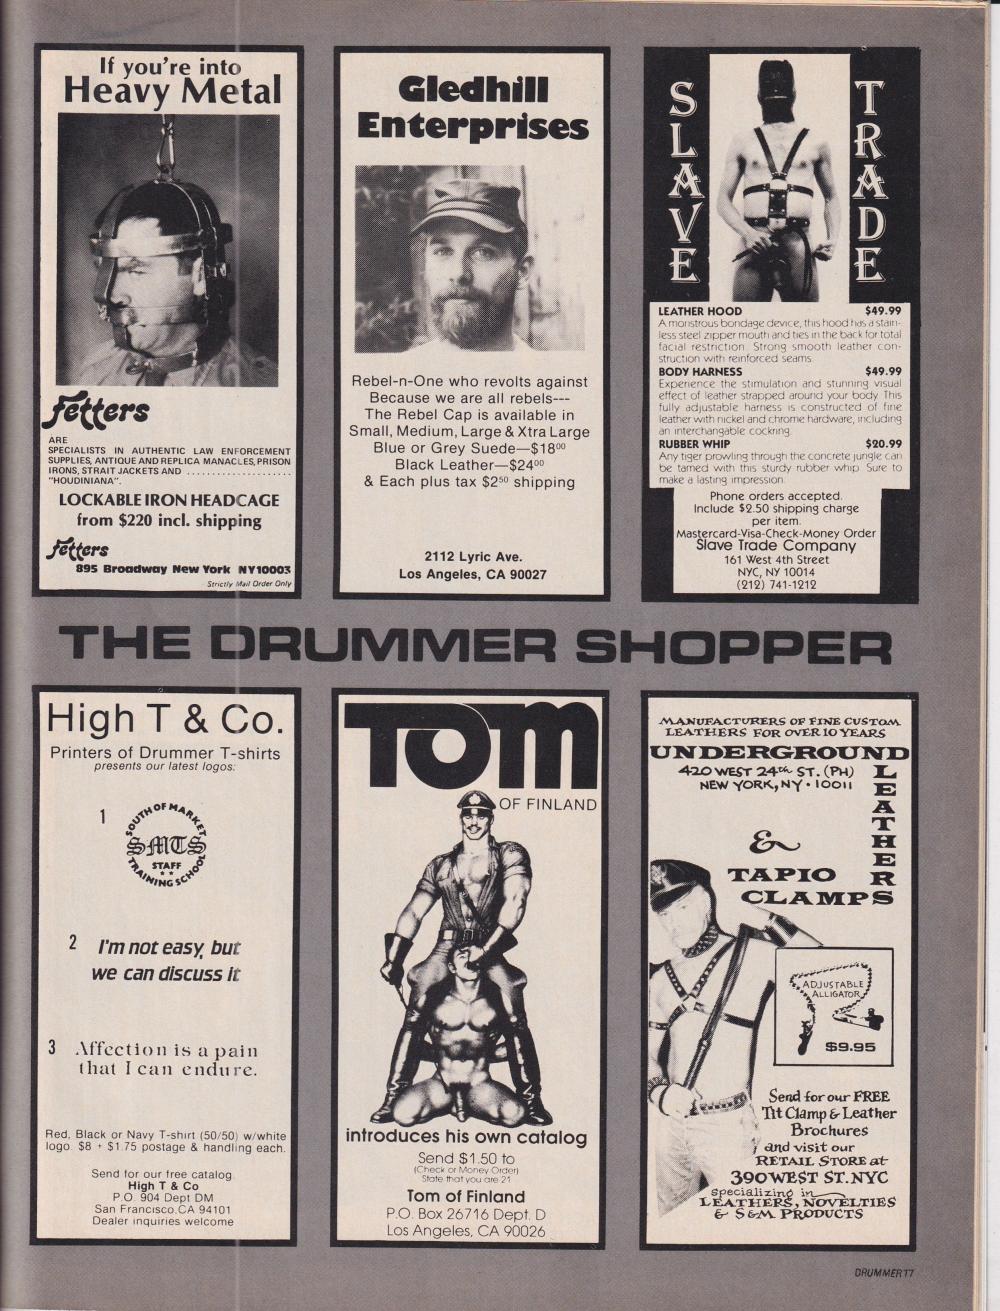 If you're into
Heavy Metal
Fetters
ARE
SPECIALISTS IN AUTHENTIC LAW ENFORCEMENT
SUPPLIES, ANTIQUE AND REPLICA MANACLES, PRISON
IRONS, STRAIT JACKETS AND .....................
"HOUDINIANA".
LOCKABLE IRON HEADCAGE
from $220 incl. shipping
Fetters
895 Broadway New York NY10003
Strictly Mail Order Only
Gledhill
Enterprises
Rebel-n-One who revolts against
Because we are all rebels---
The Rebel Cap is available in
Small, Medium, Large & Xtra Large
Blue or Grey Suede—$18⁰⁰
Black Leather—$24⁰⁰
& Each plus tax $2⁵⁰ shipping
2112 Lyric Ave.
Los Angeles, CA 90027
SLAVE
TRADE
LEATHER HOOD $49.99
A monstrous bondage device, this hood has a stain-
less steel zipper mouth and ties in the back for total
facial restriction. Strong smooth leather con-
struction with reinforced seams.
BODY HARNESS $49.99
Experience the stimulation and stunning visual
effect of leather strapped around your body. This
fully adjustable harness is constructed of fine
leather with nickel and chrome hardware, including
an interchangable cockring.
RUBBER WHIP $20.99
Any tiger prowling through the concrete jungle can
be tamed with this sturdy rubber whip. Sure to
make a lasting impression.
Phone orders accepted.
Include $2.50 shipping charge
per item.
Mastercard-Visa-Check-Money Order
Slave Trade Company
161 West 4th Street
NYC, NY 10014
(212) 741-1212
THE DRUMMER SHOPPER
High T & Co.
Printers of Drummer T-shirts
presents our latest logos:
1
SOUTH OF MARKET
SMTS
STAFF
TRAINING SCHOOL
2 I'm not easy, but
we can discuss it
3 Affection is a pain
that I can endure.
Red, Black or Navy T-shirt (50/50) w/white
logo. $8 + $1.75 postage & handling each.
Send for our free catalog.
High T & Co
P.O. 904 Dept DM
San Francisco, CA 94101
Dealer inquiries welcome
TOM
OF FINLAND
introduces his own catalog
Send $1.50 to
(Check or Money Order)
State that you are 21
Tom of Finland
P.O. Box 26716 Dept. D
Los Angeles, CA 90026
MANUFACTURERS OF FINE CUSTOM
LEATHERS FOR OVER 10 YEARS
UNDERGROUND
LEATHERS
420 WEST 24th ST. (PH)
NEW YORK, NY • 10011
&
TAPIO
CLAMPS
ADJUSTABLE
ALLIGATOR
$9.95
Send for our FREE
Tit Clamp & Leather
Brochures
and visit our
RETAIL STORE at
390 WEST ST. NYC
specializing in
LEATHERS, NOVELTIES
& S&M PRODUCTS
DRUMMER 77